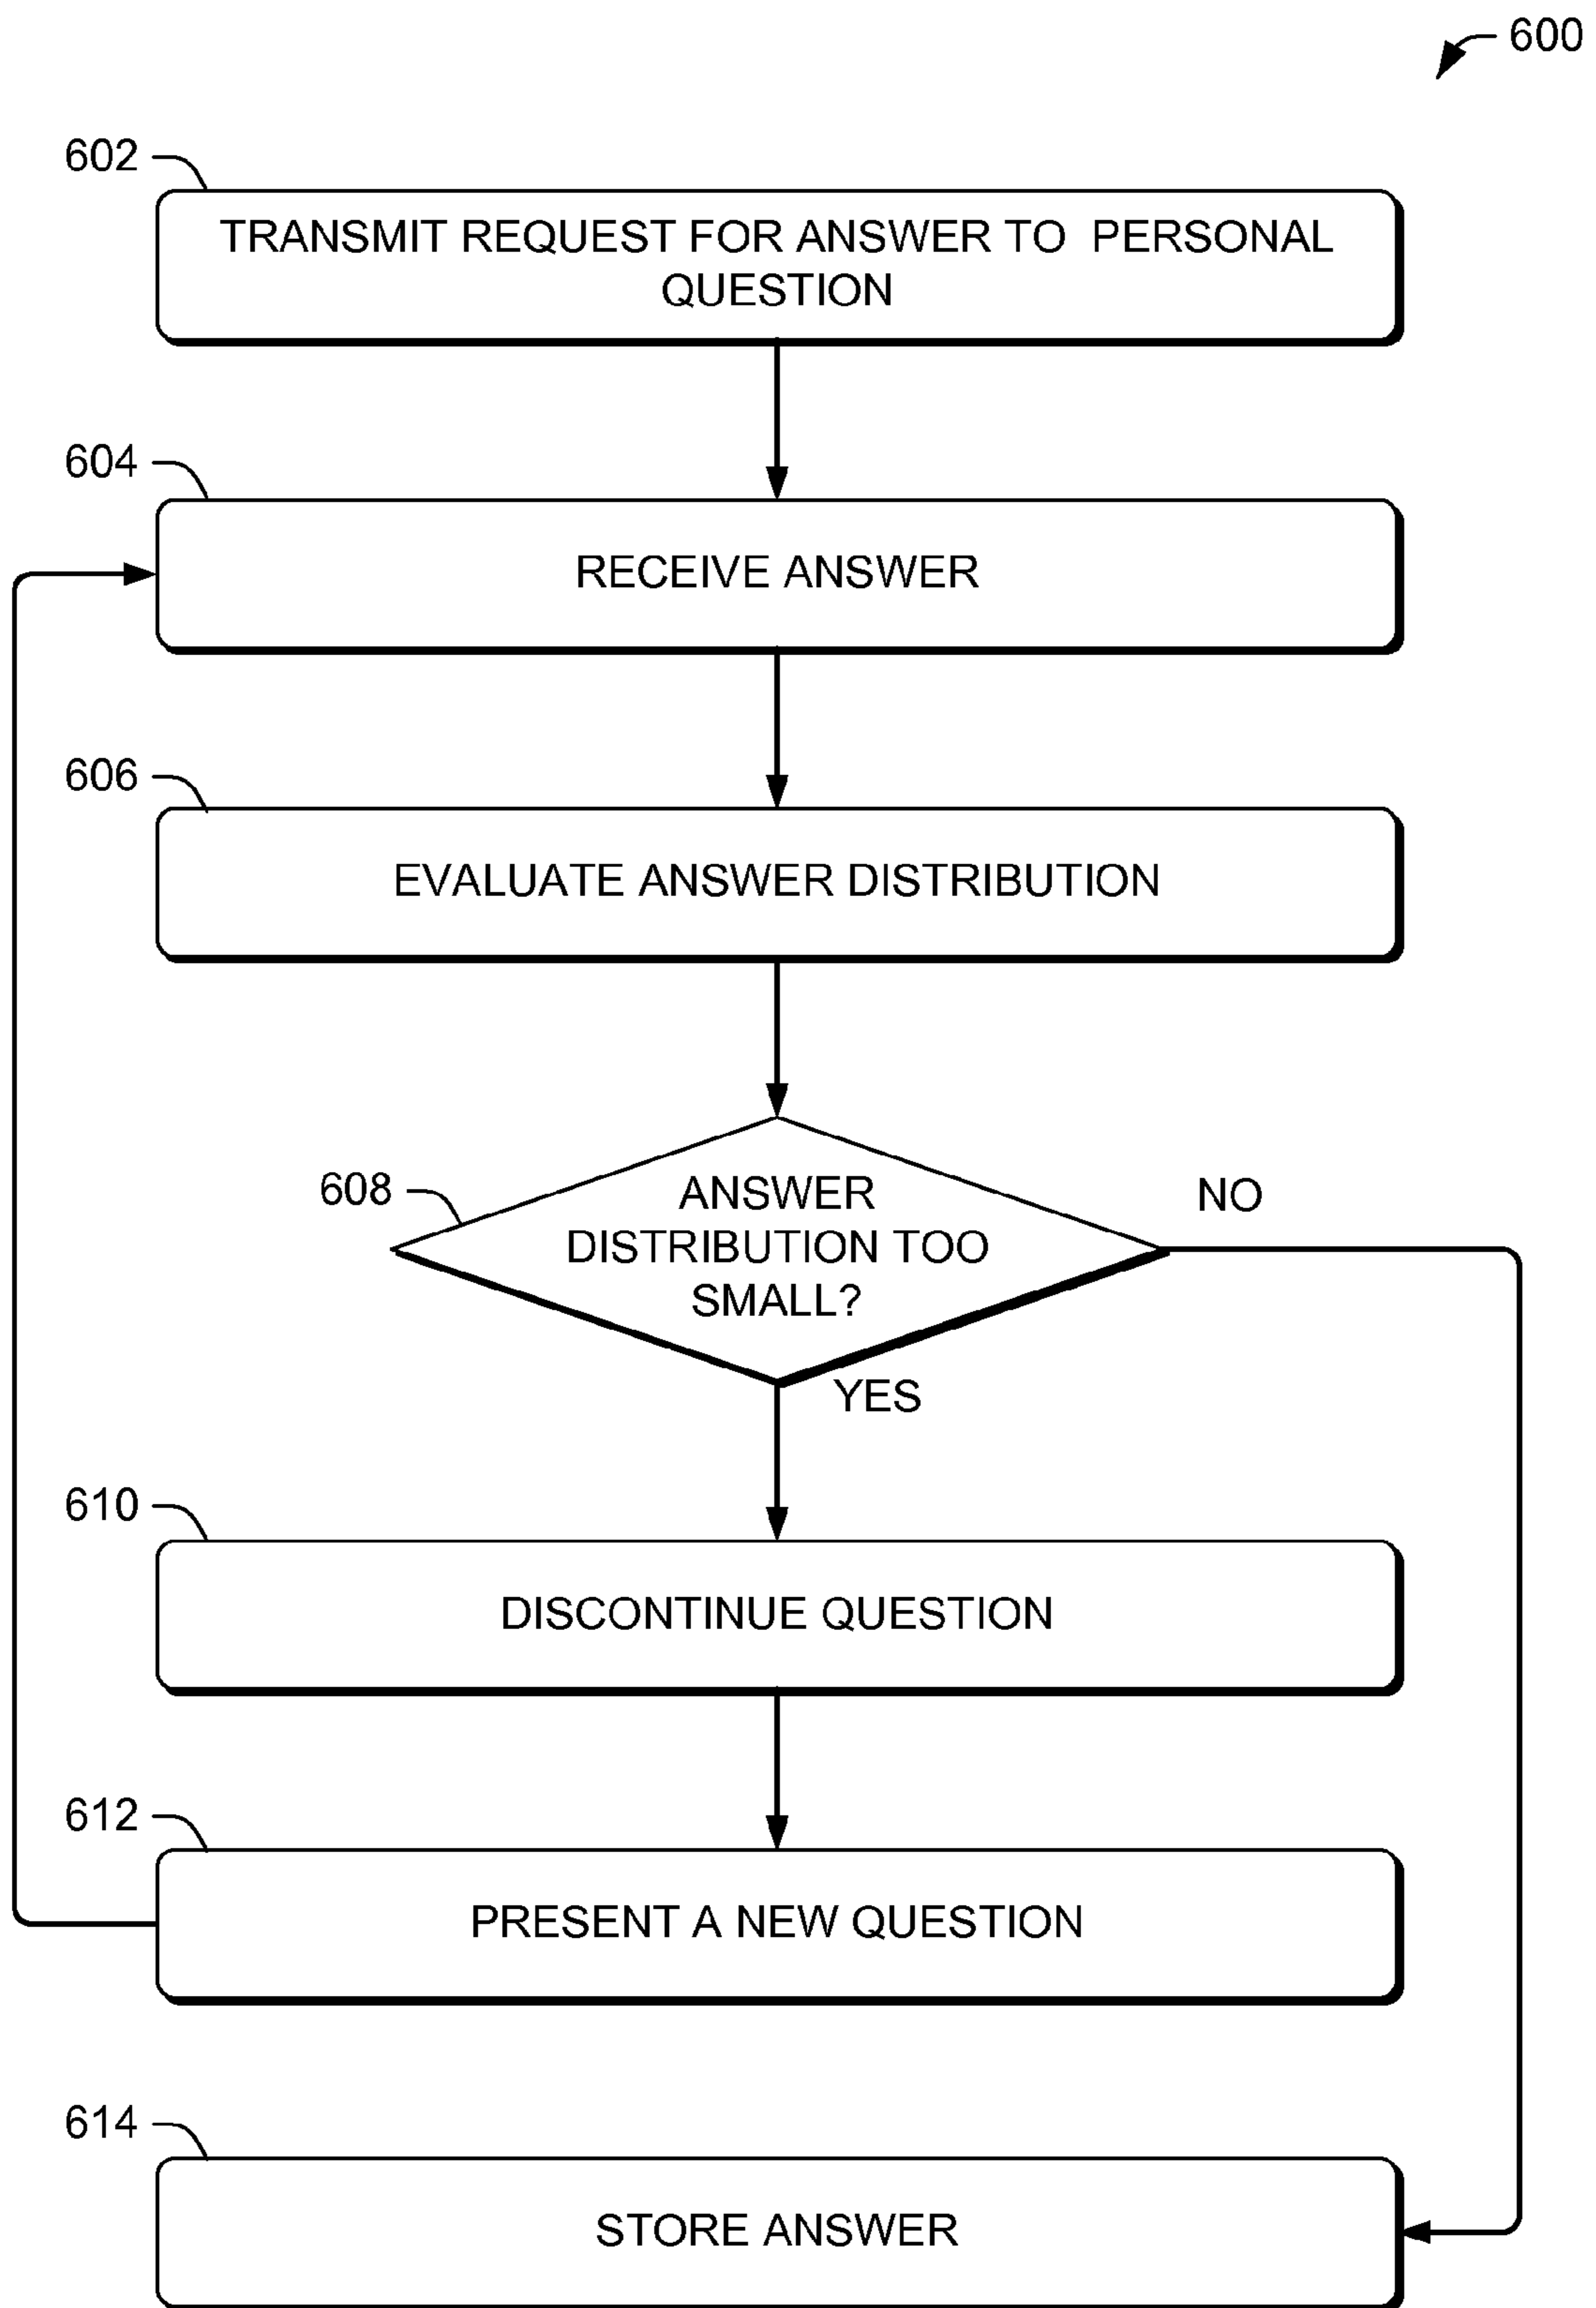 600
602
TRANSMIT REQUEST FOR ANSWER TO PERSONAL
QUESTION
604
RECEIVE ANSWER
606
EVALUATE ANSWER DISTRIBUTION
608
ANSWER
DISTRIBUTION TOO
SMALL?
NO
YES
610
DISCONTINUE QUESTION
612
PRESENT A NEW QUESTION
614
STORE ANSWER